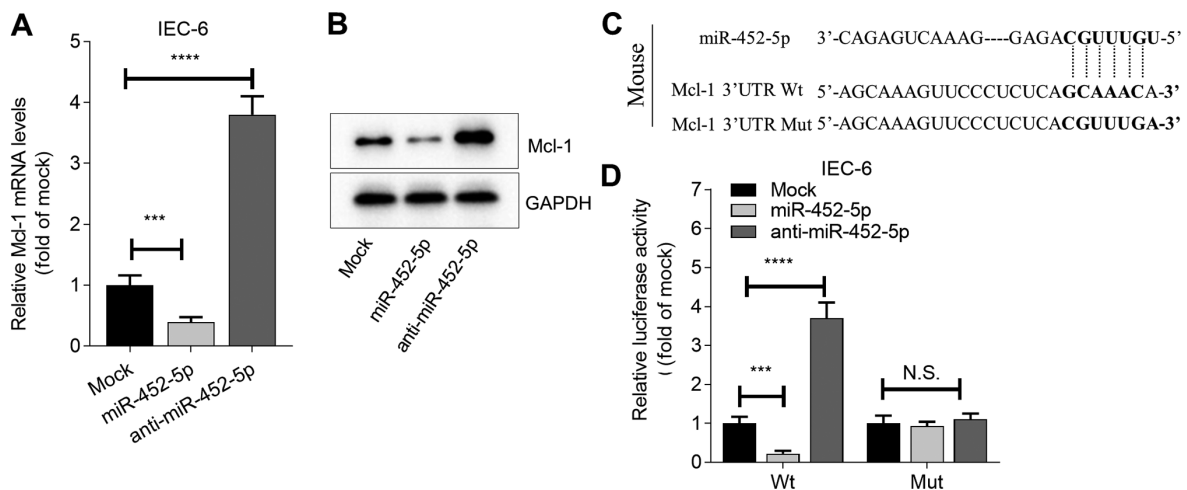 A
IEC-6
****
***
Relative Mcl-1 mRNA levels
(fold of mock)
5
4
3
2
1
0
Mock
miR-452-5p
anti-miR-452-5p
B
Mcl-1
GAPDH
Mock
miR-452-5p
anti-miR-452-5p
C
Mouse
miR-452-5p 3’-CAGAGUCAAAG----GAGACGUUUGU-5’
Mcl-1 3’UTR Wt 5’-AGCAAAGUUCCCUCUCAGCAAACA-3’
Mcl-1 3’UTR Mut 5’-AGCAAAGUUCCCUCUCACGUUUGA-3’
D
IEC-6
Mock
miR-452-5p
anti-miR-452-5p
****
***
N.S.
Relative luciferase activity
( (fold of mock)
7
6
5
4
3
2
1
0
Wt
Mut